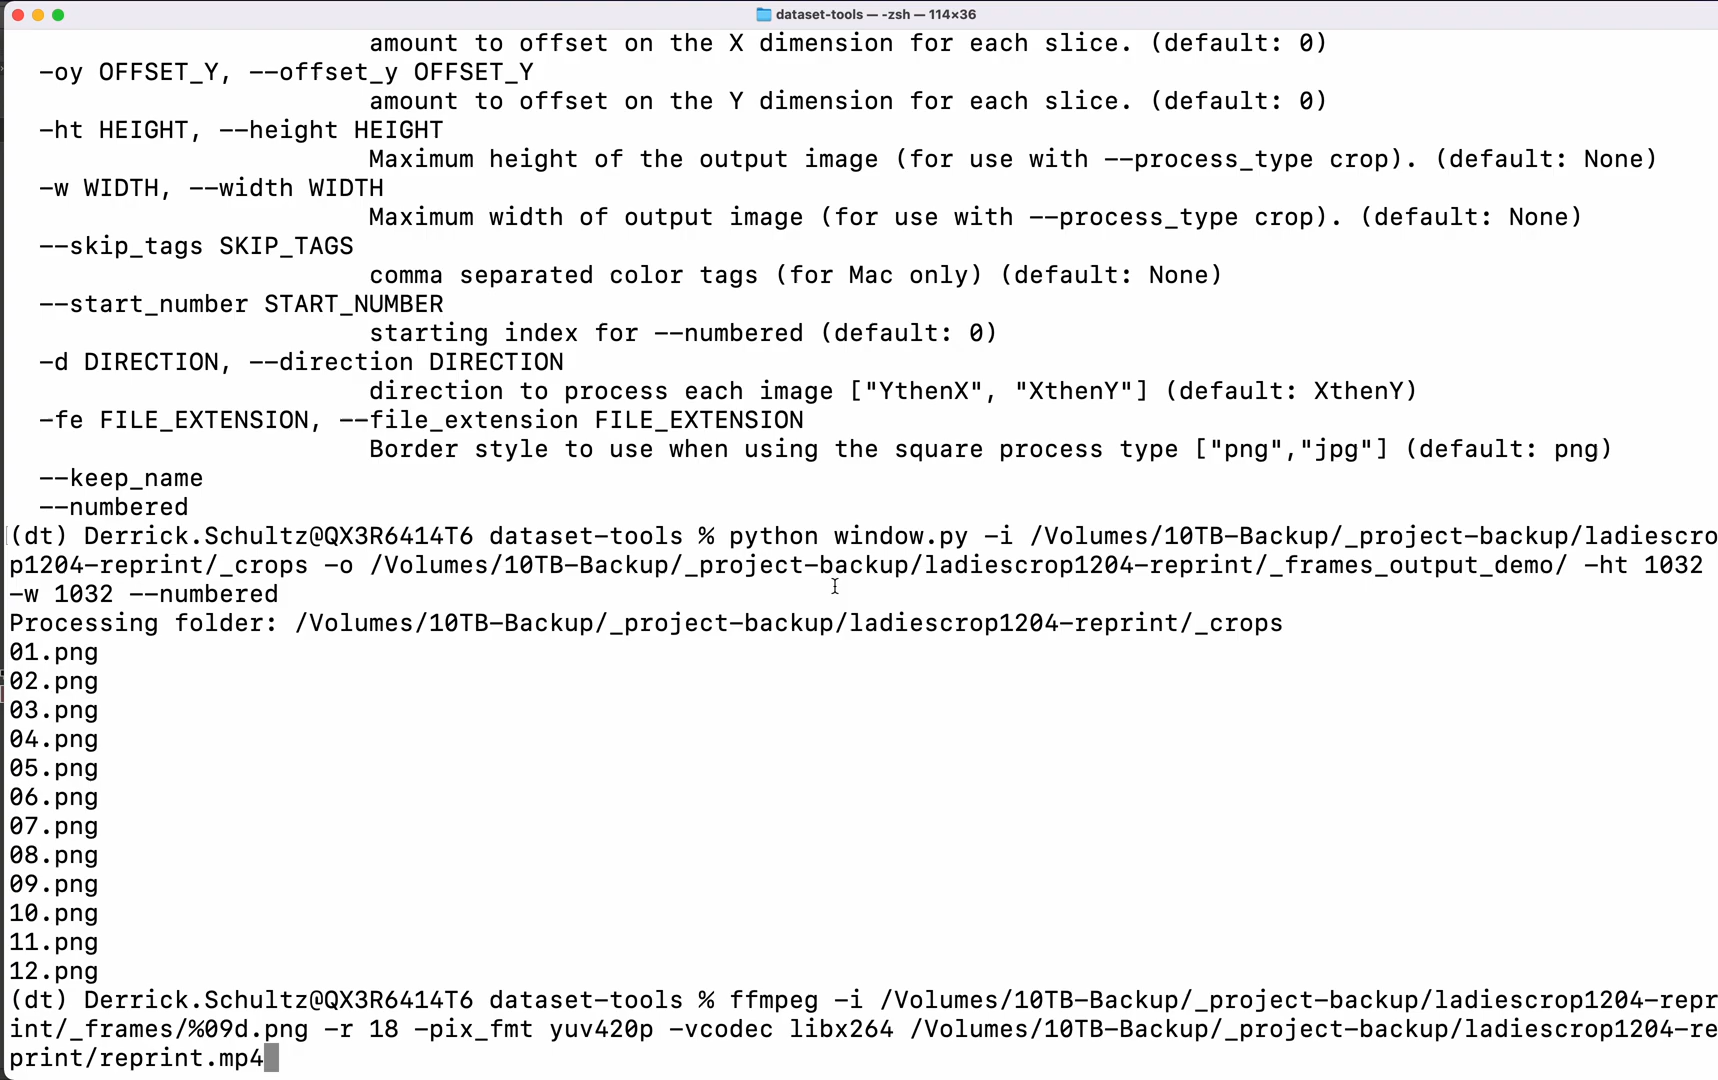 dataset-tools — -zsh — 114×36
amount to offset on the X dimension for each slice. (default: 0)
-oy OFFSET_Y, --offset_y OFFSET_Y
amount to offset on the Y dimension for each slice. (default: 0)
-ht HEIGHT, --height HEIGHT
Maximum height of the output image (for use with --process_type crop). (default: None)
-w WIDTH, --width WIDTH
Maximum width of output image (for use with --process_type crop). (default: None)
--skip_tags SKIP_TAGS
comma separated color tags (for Mac only) (default: None)
--start_number START_NUMBER
starting index for --numbered (default: 0)
-d DIRECTION, --direction DIRECTION
direction to process each image ["YthenX", "XthenY"] (default: XthenY)
-fe FILE_EXTENSION, --file_extension FILE_EXTENSION
Border style to use when using the square process type ["png","jpg"] (default: png)
--keep_name
--numbered
(dt) Derrick.Schultz@QX3R6414T6 dataset-tools % python window.py -i /Volumes/10TB-Backup/_project-backup/ladiescro
p1204-reprint/_crops -o /Volumes/10TB-Backup/_project-backup/ladiescrop1204-reprint/_frames_output_demo/ -ht 1032
-w 1032 --numbered
Processing folder: /Volumes/10TB-Backup/_project-backup/ladiescrop1204-reprint/_crops
01.png
02.png
03.png
04.png
05.png
06.png
07.png
08.png
09.png
10.png
11.png
12.png
(dt) Derrick.Schultz@QX3R6414T6 dataset-tools % ffmpeg -i /Volumes/10TB-Backup/_project-backup/ladiescrop1204-repr
int/_frames/%09d.png -r 18 -pix_fmt yuv420p -vcodec libx264 /Volumes/10TB-Backup/_project-backup/ladiescrop1204-re
print/reprint.mp4